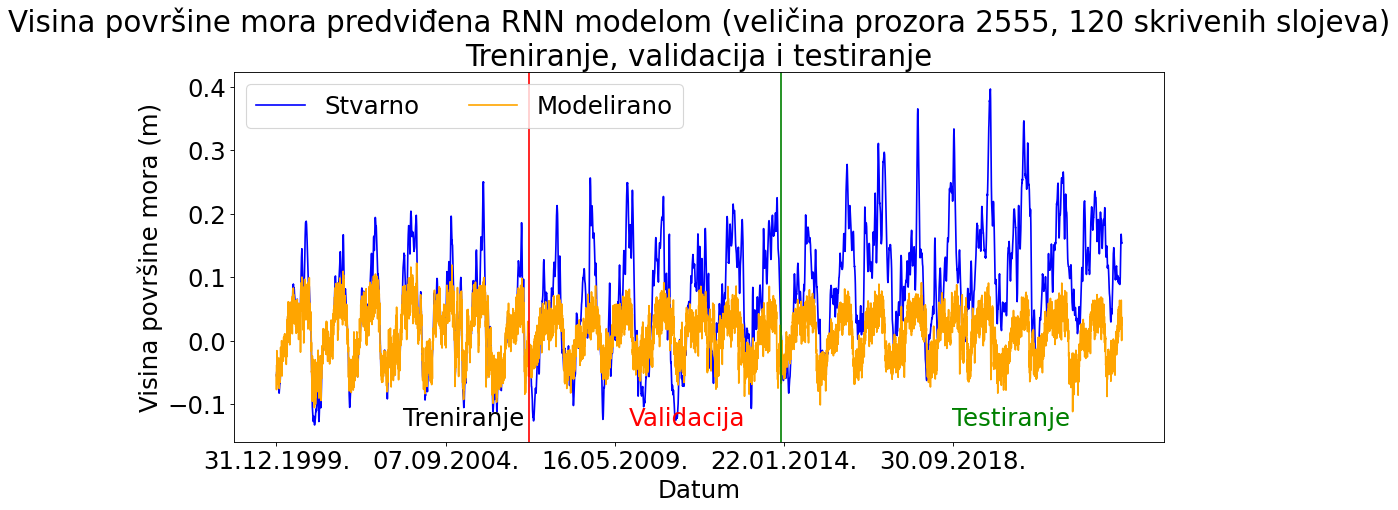 Visina površine mora predviđena RNN modelom (veličina prozora 2555, 120 skrivenih slojeva)
Treniranje, validacija i testiranje
Stvarno
Modelirano
Visina površine mora (m)
0.4
0.3
0.2
0.1
0.0
−0.1
Treniranje
Validacija
Testiranje
31.12.1999.
07.09.2004.
16.05.2009.
22.01.2014.
30.09.2018.
Datum